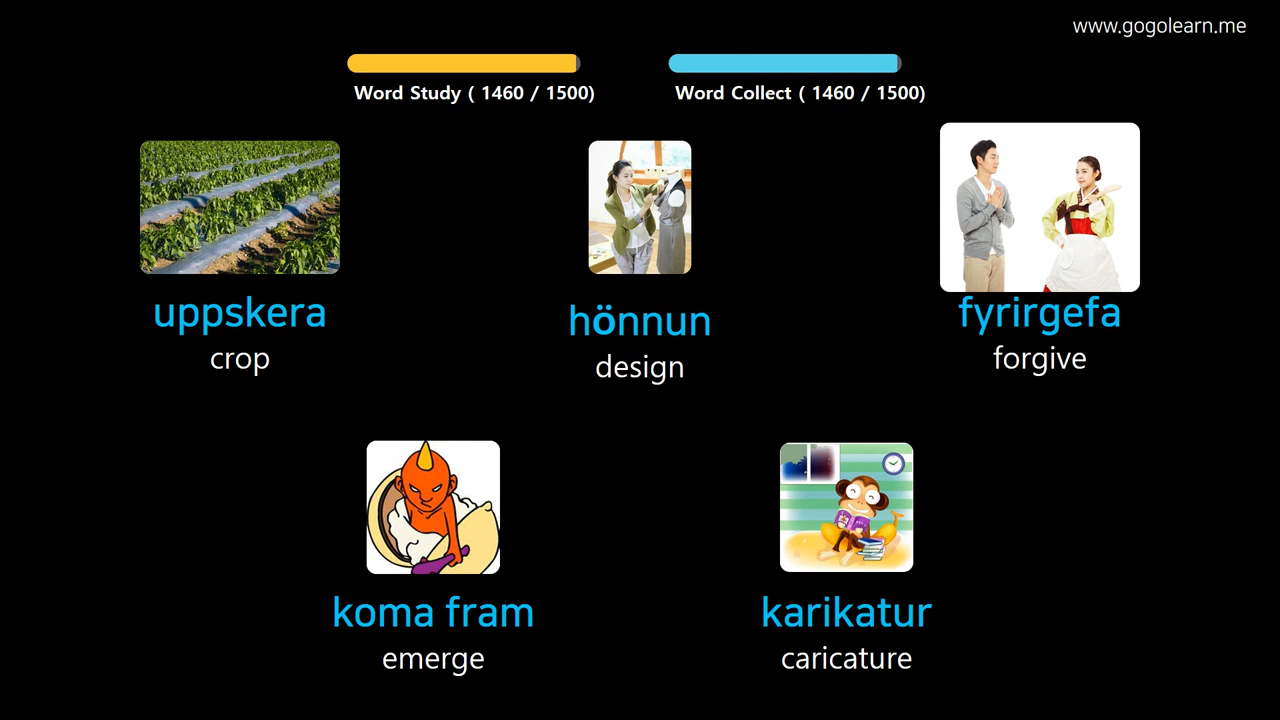 www.gogolearn.me
Word Study ( 1460 / 1500)
Word Collect ( 1460 / 1500)
uppskera
crop
hönnun
design
fyrirgefa
forgive
koma fram
emerge
karikatur
caricature